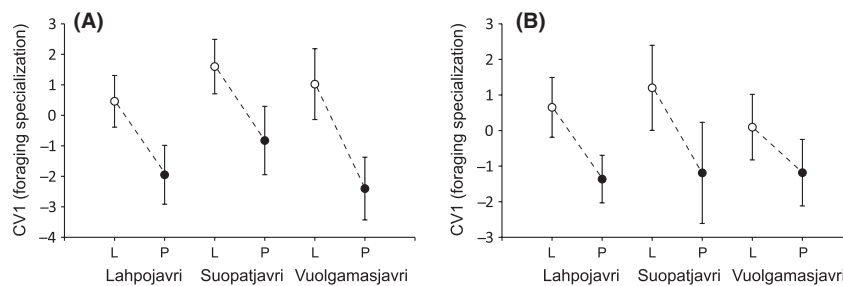 (A)
CV1 (foraging specialization)
3
2
1
0
–1
–2
–3
–4
L P L P L P
Lahpojavri Suopatjavri Vuolgamasjavri
(B)
CV1 (foraging specialization)
3
2
1
0
–1
–2
–3
L P L P L P
Lahpojavri Suopatjavri Vuolgamasjavri